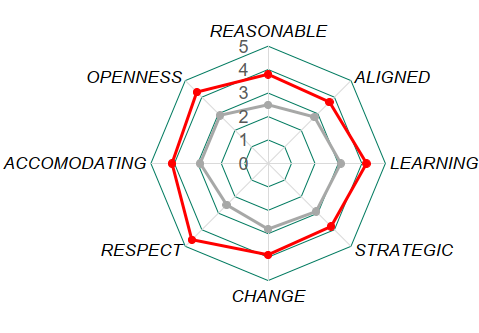 REASONABLE
5
OPENNESS
4
ALIGNED
3
2
1
ACCOMODATING
0
LEARNING
RESPECT
STRATEGIC
CHANGE